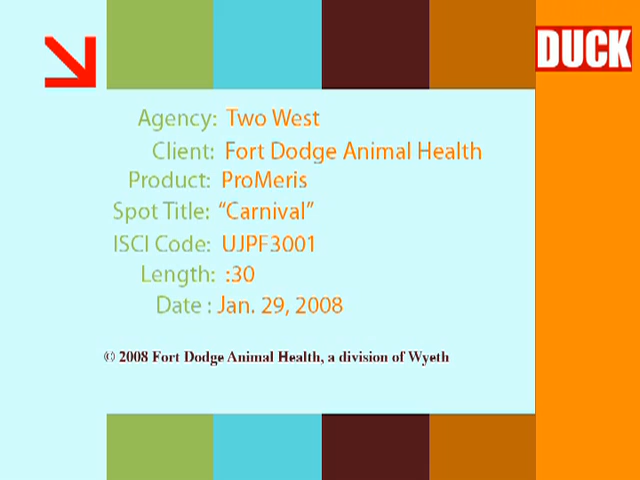 DUCK
Agency: Two West
Client: Fort Dodge Animal Health
Product: ProMeris
Spot Title: “Carnival”
ISCI Code: UJPF3001
Length: :30
Date : Jan. 29, 2008
© 2008 Fort Dodge Animal Health, a division of Wyeth